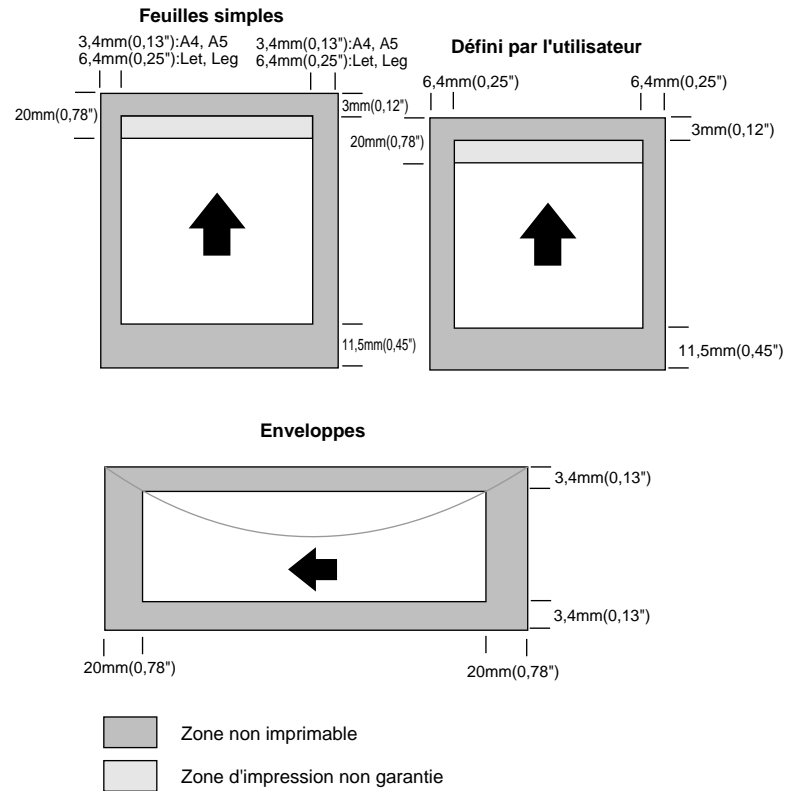 Feuilles simples
3,4mm(0,13"):A4, A5
6,4mm(0,25"):Let, Leg
3,4mm(0,13"):A4, A5
6,4mm(0,25"):Let, Leg
20mm(0,78")
3mm(0,12")
11,5mm(0,45")
Défini par l'utilisateur
6,4mm(0,25")
6,4mm(0,25")
20mm(0,78")
3mm(0,12")
11,5mm(0,45")
Enveloppes
3,4mm(0,13")
3,4mm(0,13")
20mm(0,78")
20mm(0,78")
Zone non imprimable
Zone d'impression non garantie